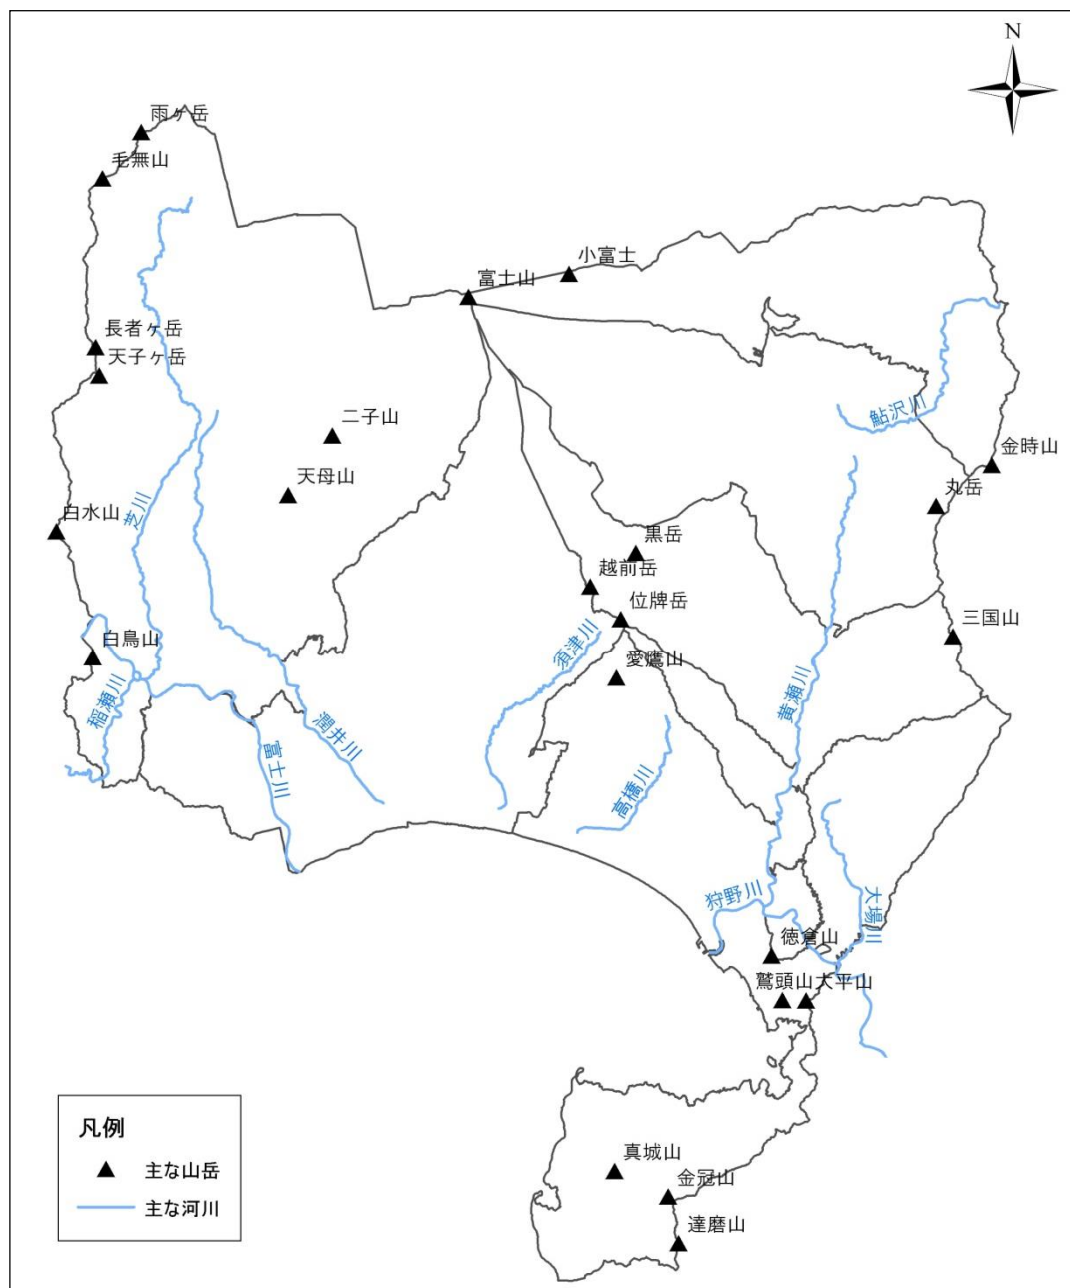 N
雨ヶ岳
毛無山
小富士
富士山
長者ヶ岳
天子ヶ岳
鮎沢川
二子山
金時山
天母山
丸岳
芝川
白水山
黒岳
越前岳
位牌岳
三国山
須津川
白鳥山
愛鷹山
黄瀬川
稲瀬川
潤井川
富士川
高橋川
狩野川
大場川
徳倉山
鷲頭山
大平山
真城山
金冠山
達磨山
凡例
主な山岳
主な河川